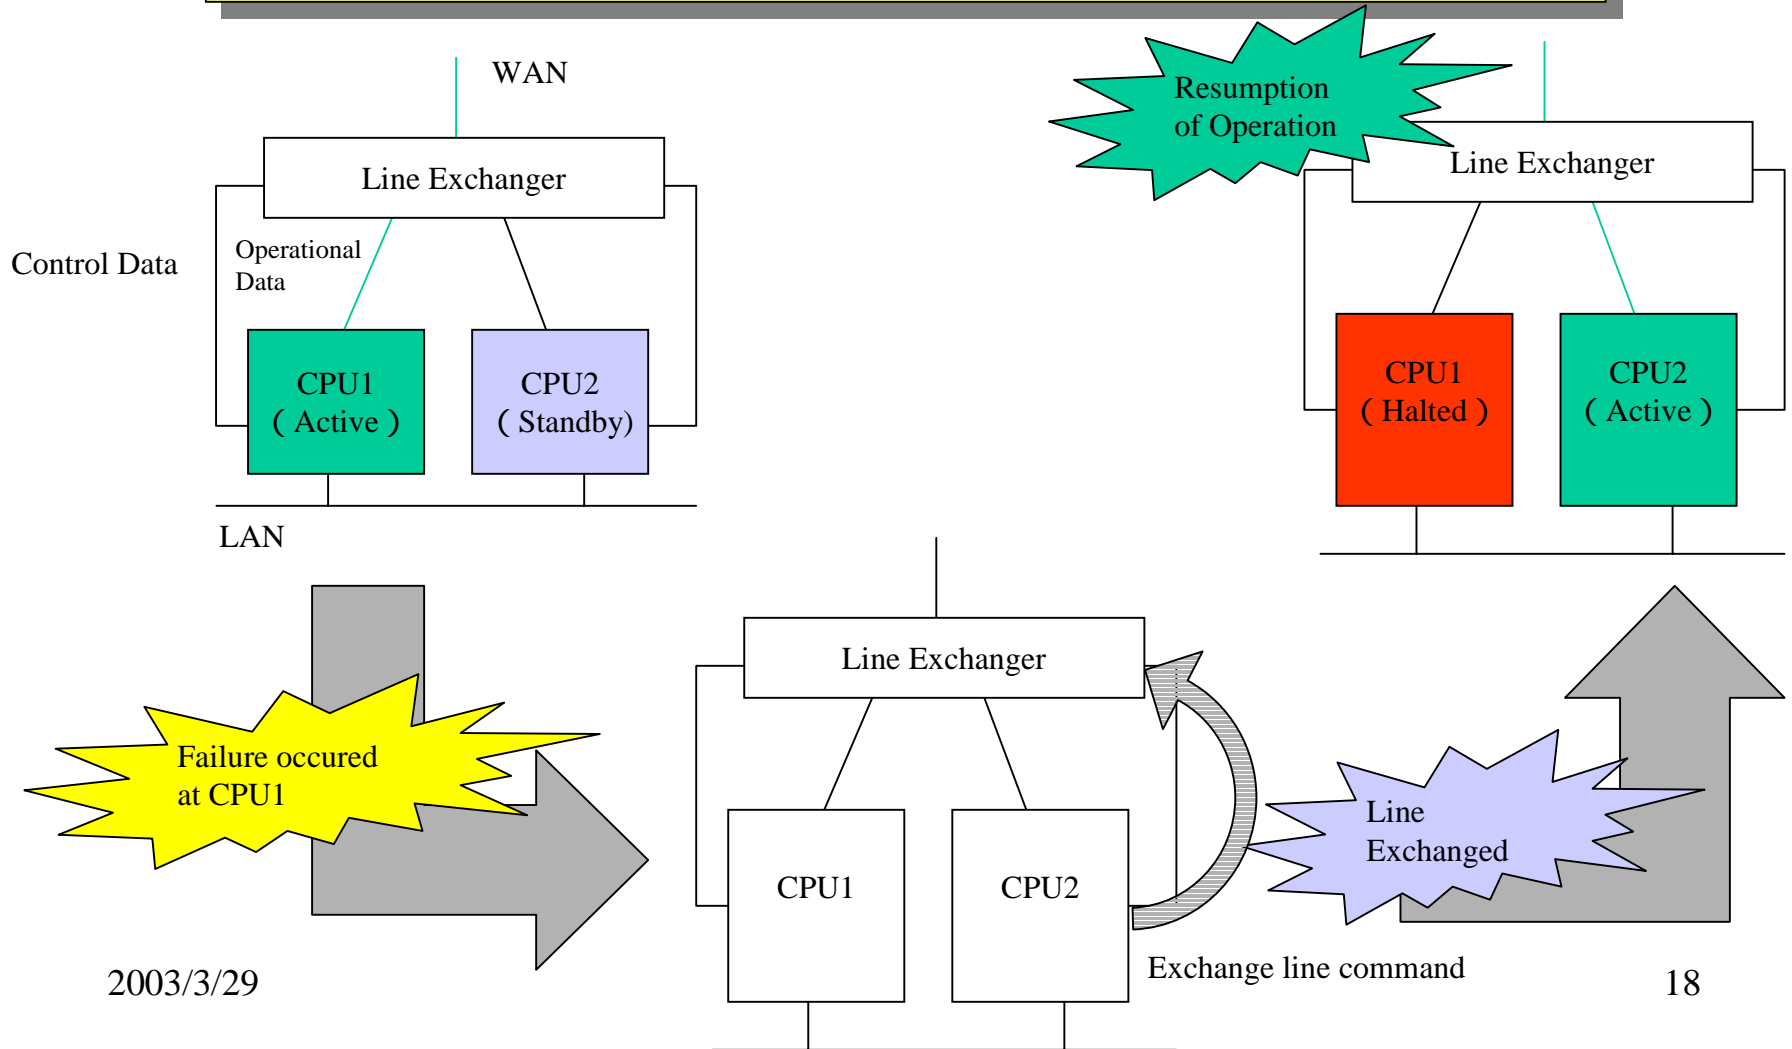 WAN
Line Exchanger
Control Data
Operational
Data
CPU1
( Active )
CPU2
( Standby)
LAN
Failure occured
at CPU1
Line Exchanger
CPU1
CPU2
Exchange line command
Line
Exchanged
Resumption
of Operation
Line Exchanger
CPU1
( Halted )
CPU2
( Active )
2003/3/29
18